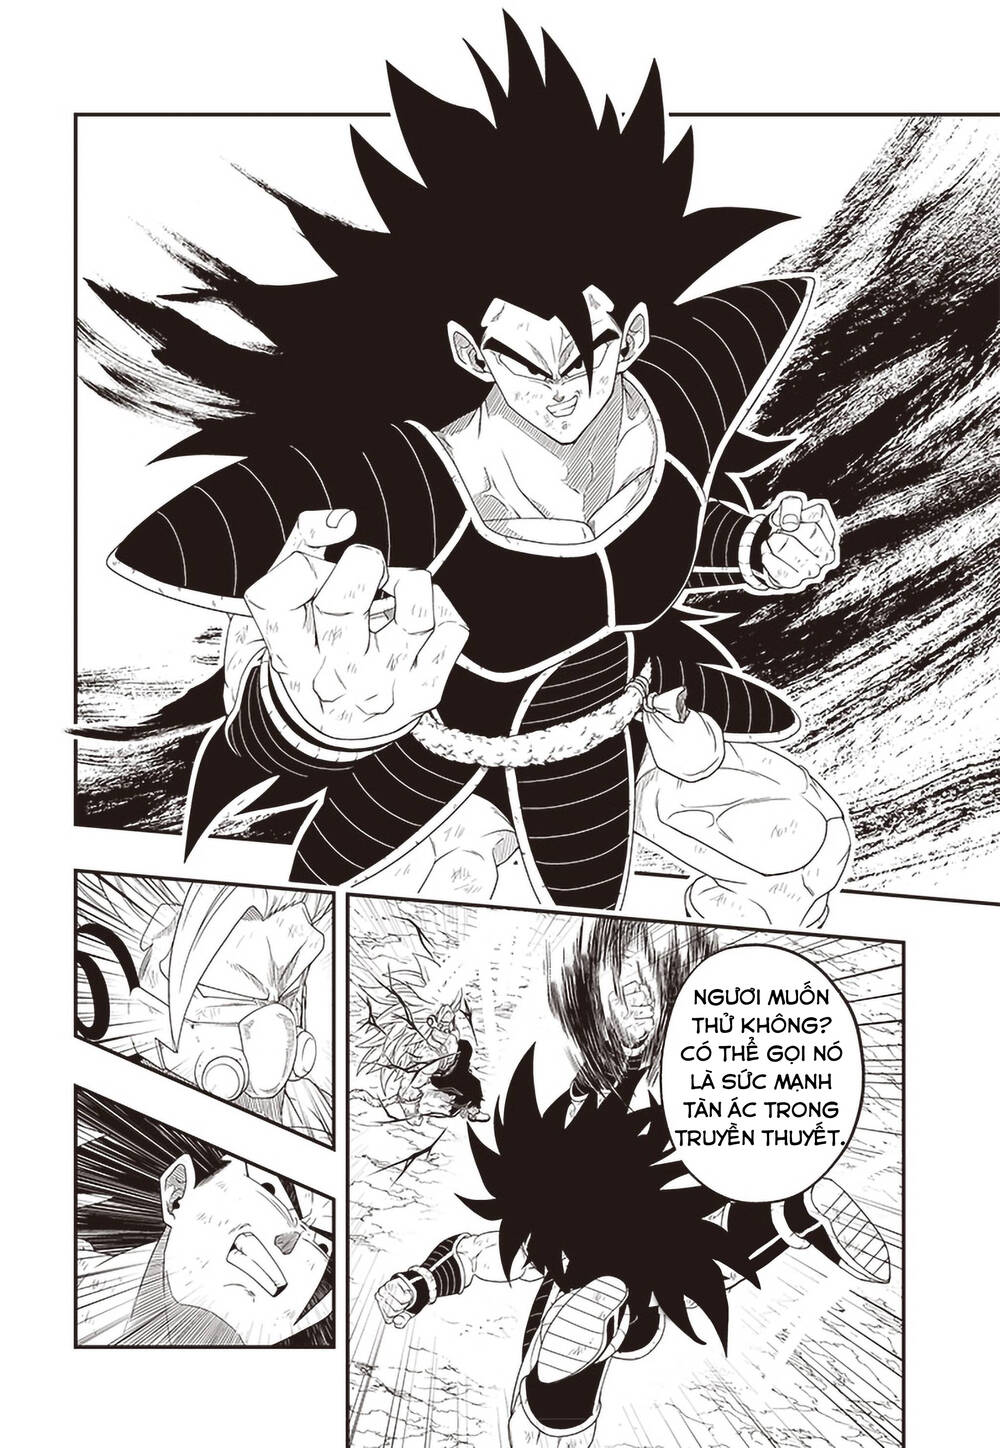 NGƯƠI MUỐN
THỬ KHÔNG?
CÓ THỂ GỌI NÓ
LÀ SỨC MẠNH
TÀN ÁC TRONG
TRUYỀN THUYẾT.